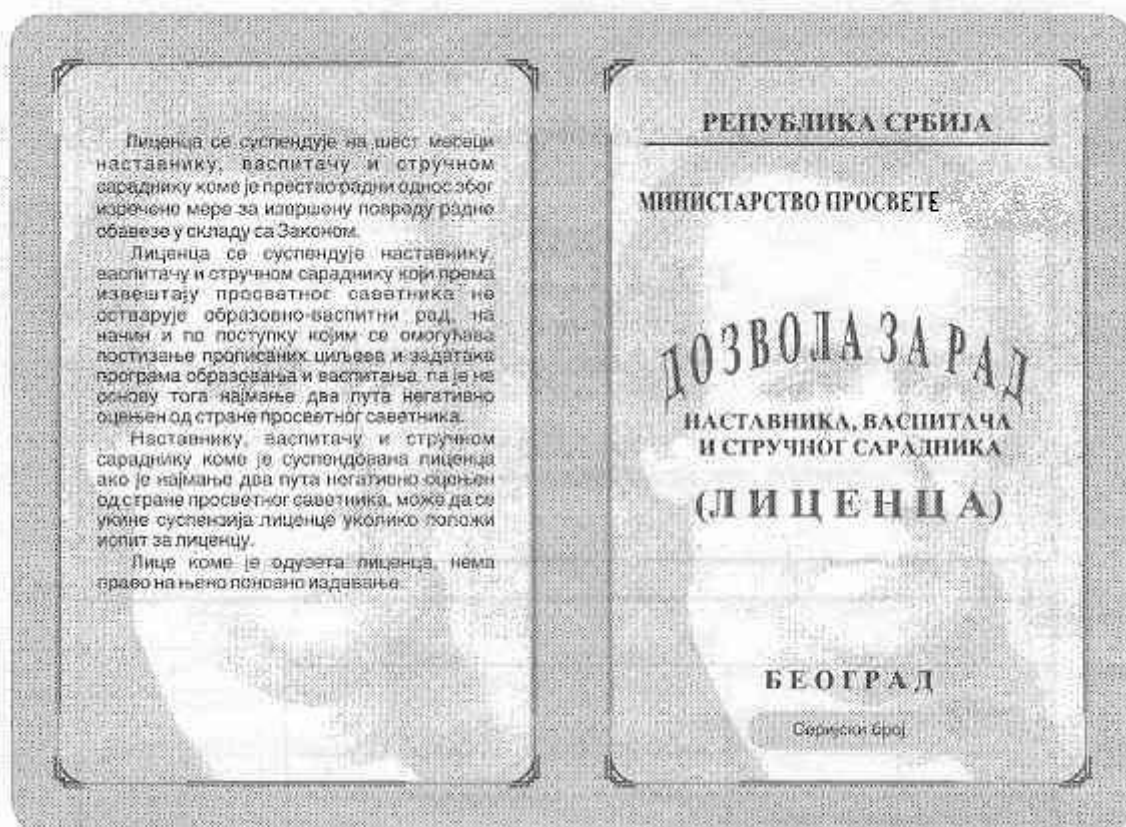 Лиценца се суспендује на шест месеци
наставнику, васпитачу и стручном
сараднику коме је престао радни однос због
изречене мере за извршену повреду радне
обавезе у складу са Законом.
Лиценца се суспендује наставнику,
васпитачу и стручном сараднику који према
извештају просветног саветника не
остварује образовно-васпитни рад, на
начин и по поступку којим се омогућава
постизање прописаних циљева и задатака
програма образовања и васпитања, па је на
основу тога најмање два пута негативно
оцењен од стране просветног саветника.
Наставнику, васпитачу и стручном
сараднику коме је суспендована лиценца
ако је најмање два пута негативно оцењен
од стране просветног саветника, може да се
укине суспензија лиценце уколико положи
испит за лиценцу.
Лице коме је одузета лиценца, нема
право на њено поновно издавање.
РЕПУБЛИКА СРБИЈА
МИНИСТАРСТВО ПРОСВЕТЕ
ДОЗВОЛА ЗА РАД
НАСТАВНИКА, ВАСПИТАЧА
И СТРУЧНОГ САРАДНИКА
(ЛИЦЕНЦА)
БЕОГРАД
Серијски број